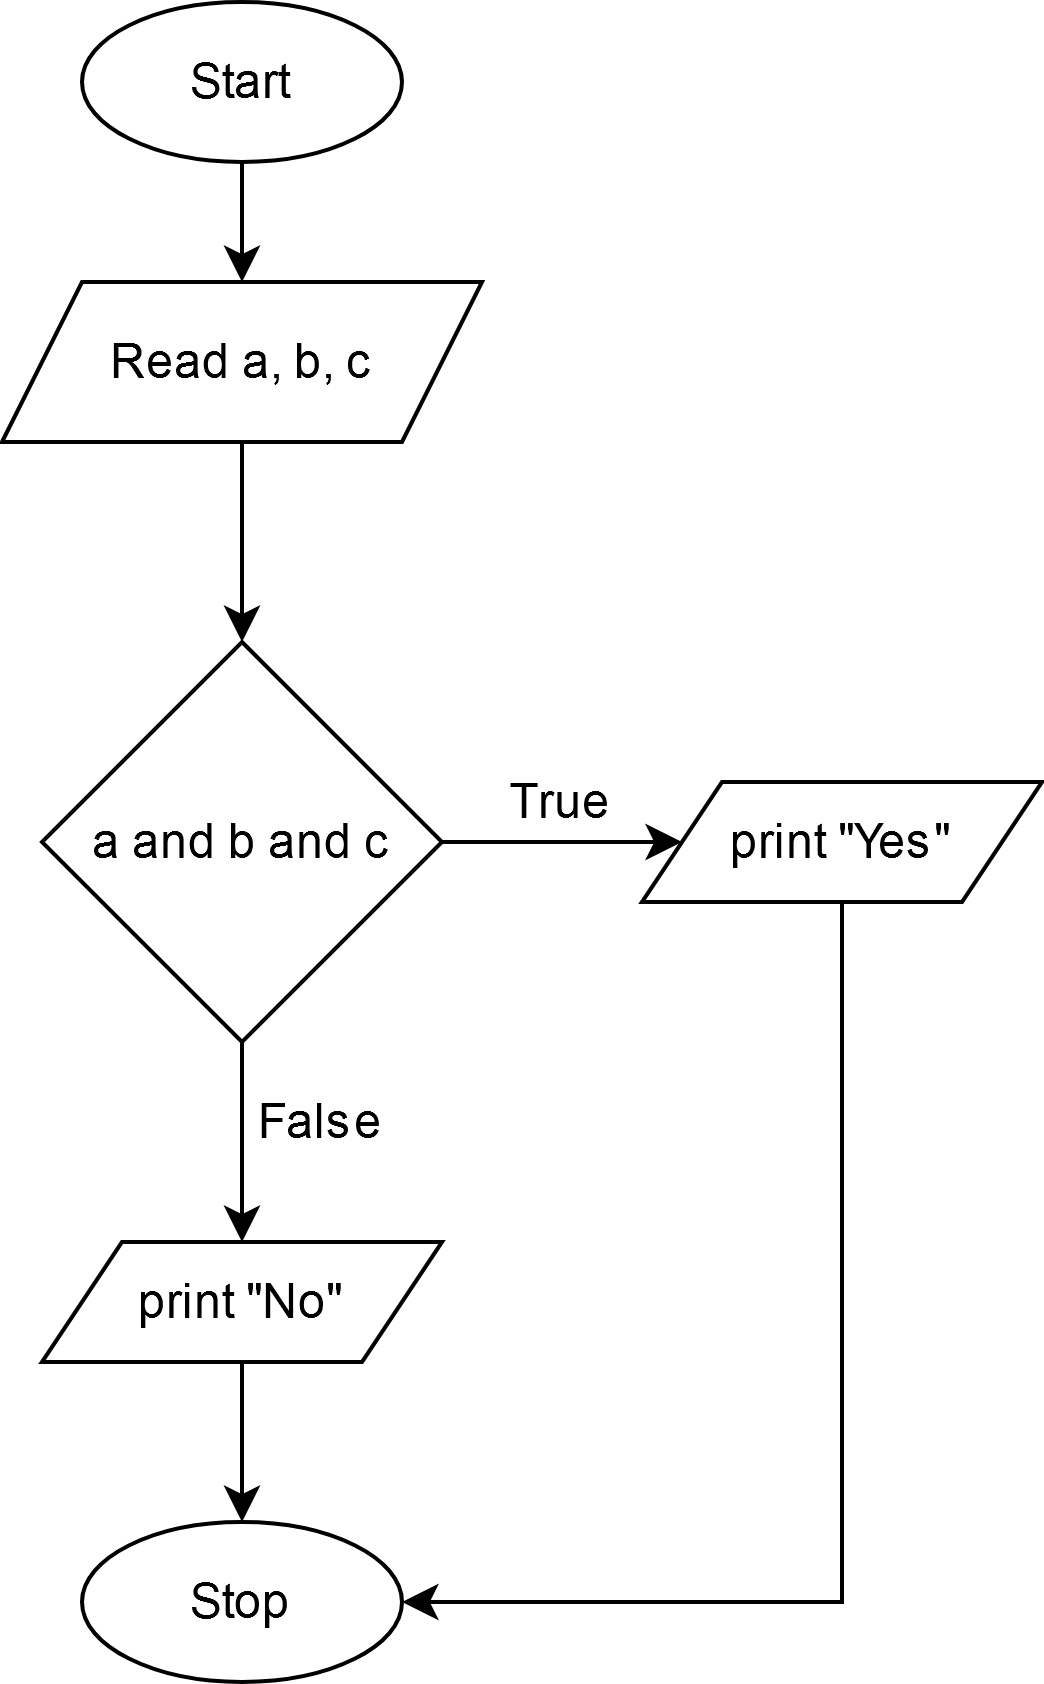 Start
Read a, b, c
a and b and c
True
print "Yes"
False
print "No"
Stop